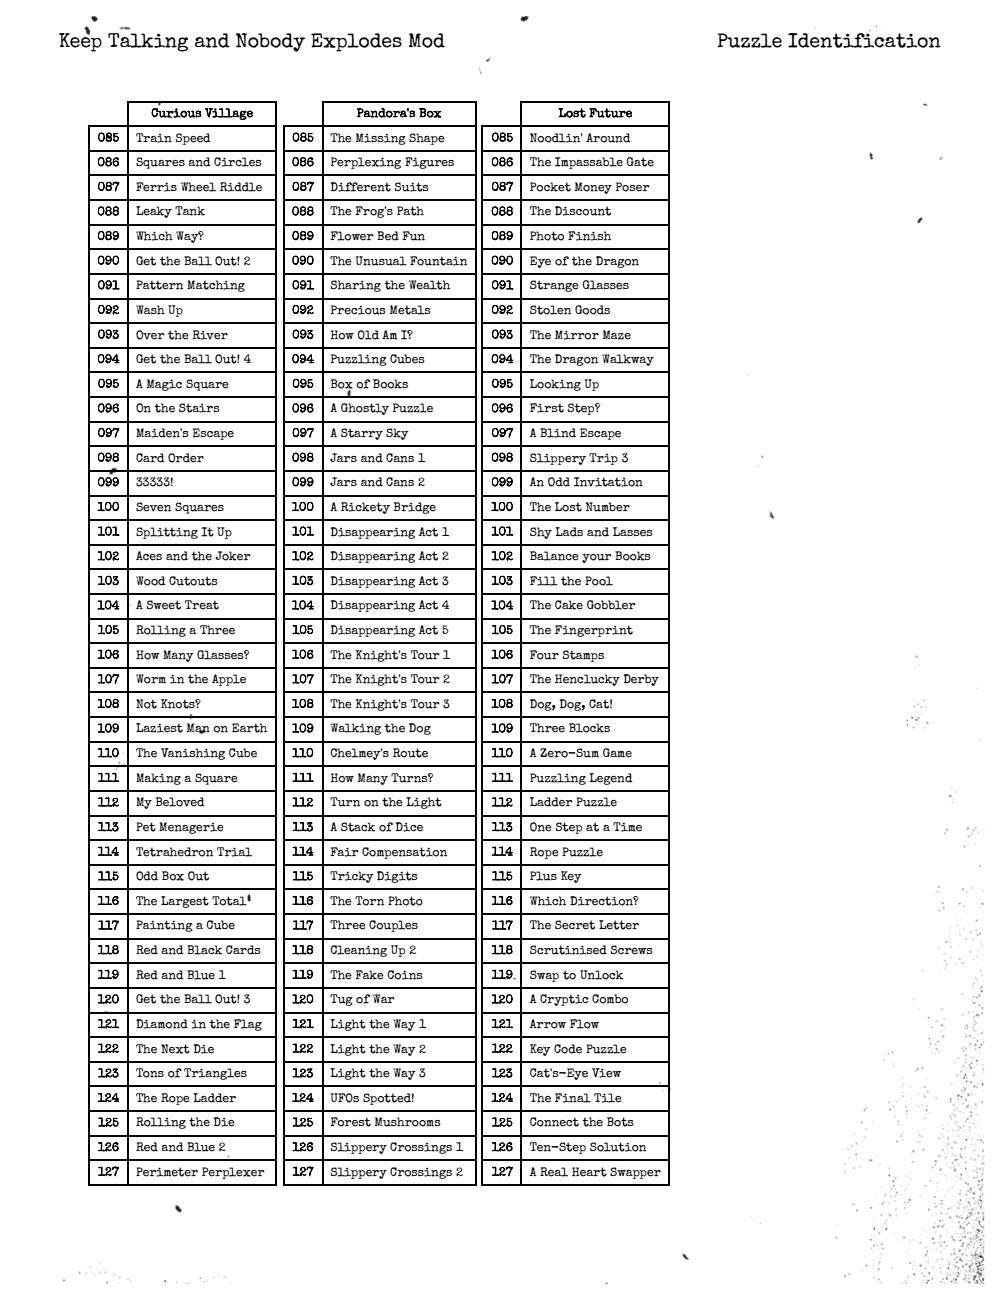 Keep Talking and Nobody Explodes Mod Puzzle Identification
Curious Village Pandora's Box Lost Future
085 Train Speed 085 The Missing Shape 085 Noodlin' Around
086 Squares and Circles 086 Perplexing Figures 086 The Impassable Gate
087 Ferris Wheel Riddle 087 Different Suits 087 Pocket Money Poser
088 Leaky Tank 088 The Frog's Path 088 The Discount
089 Which Way? 089 Flower Bed Fun 089 Photo Finish
090 Get the Ball Out! 2 090 The Unusual Fountain 090 Eye of the Dragon
091 Pattern Matching 091 Sharing the Wealth 091 Strange Glasses
092 Wash Up 092 Precious Metals 092 Stolen Goods
093 Over the River 093 How Old Am I? 093 The Mirror Maze
094 Get the Ball Out! 4 094 Puzzling Cubes 094 The Dragon Walkway
095 A Magic Square 095 Box of Books 095 Looking Up
096 On the Stairs 096 A Ghostly Puzzle 096 First Step?
097 Maiden's Escape 097 A Starry Sky 097 A Blind Escape
098 Card Order 098 Jars and Cans 1 098 Slippery Trip 3
099 33333! 099 Jars and Cans 2 099 An Odd Invitation
100 Seven Squares 100 A Rickety Bridge 100 The Lost Number
101 Splitting It Up 101 Disappearing Act 1 101 Shy Lads and Lasses
102 Aces and the Joker 102 Disappearing Act 2 102 Balance your Books
103 Wood Cutouts 103 Disappearing Act 3 103 Fill the Pool
104 A Sweet Treat 104 Disappearing Act 4 104 The Cake Gobbler
105 Rolling a Three 105 Disappearing Act 5 105 The Fingerprint
106 How Many Glasses? 106 The Knight's Tour 1 106 Four Stamps
107 Worm in the Apple 107 The Knight's Tour 2 107 The Henclucky Derby
108 Not Knots? 108 The Knight's Tour 3 108 Dog, Dog, Cat!
109 Laziest Man on Earth 109 Walking the Dog 109 Three Blocks
110 The Vanishing Cube 110 Chelmey's Route 110 A Zero-Sum Game
111 Making a Square 111 How Many Turns? 111 Puzzling Legend
112 My Beloved 112 Turn on the Light 112 Ladder Puzzle
113 Pet Menagerie 113 A Stack of Dice 113 One Step at a Time
114 Tetrahedron Trial 114 Fair Compensation 114 Rope Puzzle
115 Odd Box Out 115 Tricky Digits 115 Plus Key
116 The Largest Total 116 The Torn Photo 116 Which Direction?
117 Painting a Cube 117 Three Couples 117 The Secret Letter
118 Red and Black Cards 118 Cleaning Up 2 118 Scrutinised Screws
119 Red and Blue 1 119 The Fake Coins 119 Swap to Unlock
120 Get the Ball Out! 3 120 Tug of War 120 A Cryptic Combo
121 Diamond in the Flag 121 Light the Way 1 121 Arrow Flow
122 The Next Die 122 Light the Way 2 122 Key Code Puzzle
123 Tons of Triangles 123 Light the Way 3 123 Cat's-Eye View
124 The Rope Ladder 124 UFOs Spotted! 124 The Final Tile
125 Rolling the Die 125 Forest Mushrooms 125 Connect the Bots
126 Red and Blue 2 126 Slippery Crossings 1 126 Ten-Step Solution
127 Perimeter Perplexer 127 Slippery Crossings 2 127 A Real Heart Swapper